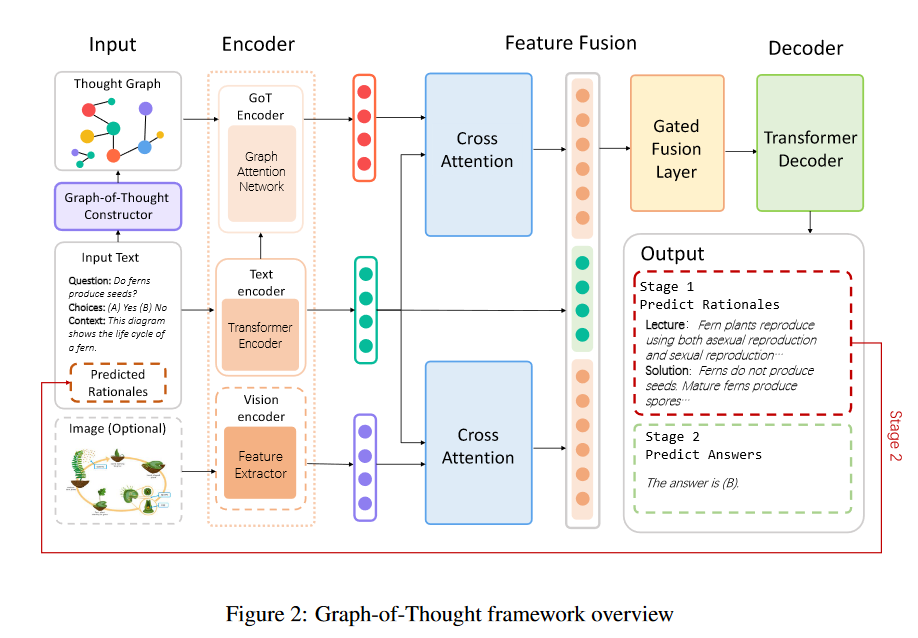 Input
Encoder
Feature Fusion
Decoder
Thought Graph
Graph-of-Thought
Constructor
Input Text
Question: Do ferns
produce seeds?
Choices: (A) Yes (B) No
Context: This diagram
shows the life cycle of
a fern.
Predicted
Rationales
Image (Optional)
GoT
Encoder
Graph
Attention
Network
Text
encoder
Transformer
Encoder
Vision
encoder
Feature
Extractor
Cross
Attention
Cross
Attention
Gated
Fusion
Layer
Transformer
Decoder
Output
Stage 1
Predict Rationales
Lecture: Fern plants reproduce
using both asexual reproduction
and sexual reproduction···
Solution: Ferns do not produce
seeds. Mature ferns produce
spores···
Stage 2
Predict Answers
The answer is (B).
Stage 2
Figure 2: Graph-of-Thought framework overview